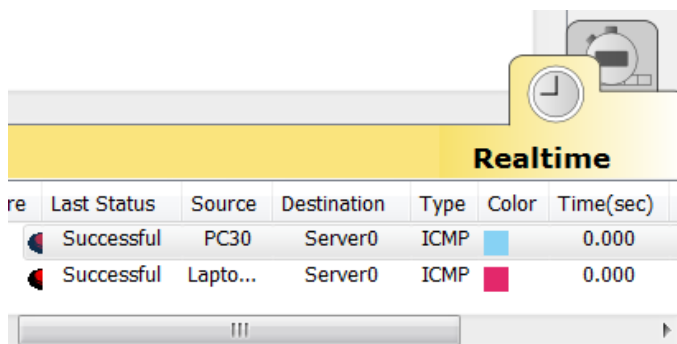 Realtime
re Last Status Source Destination Type Color Time(sec)
Successful PC30 Server0 ICMP 0.000
Successful Lapto... Server0 ICMP 0.000